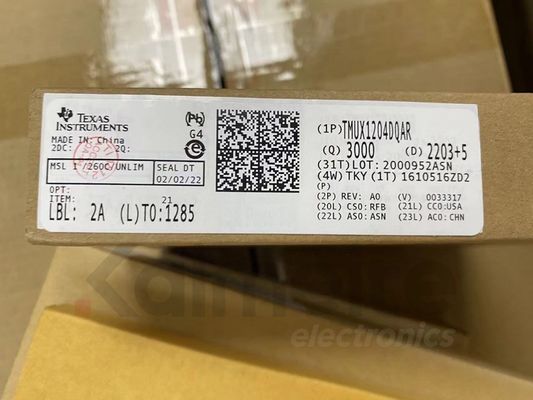 TEXAS
INSTRUMENTS
MADE IN: China
2DC: 2Q:
MSL 1 /260C/UNLIM
SEAL DT
02/02/22
OPT:
ITEM: 21
LBL: 2A (L)TO:1285
Pb
G4
e4
(1P)TMUX1204DQAR
(Q) 3000 (D) 2203+5
(31T)LOT: 2000952ASN
(4W) TKY (1T) 1610516ZD2
(P)
(2P) REV: A0 (V) 0033317
(20L) CSO:RFB (21L) CCO:USA
(22L) ASO:ASN (23L) ACO:CHN
electronics